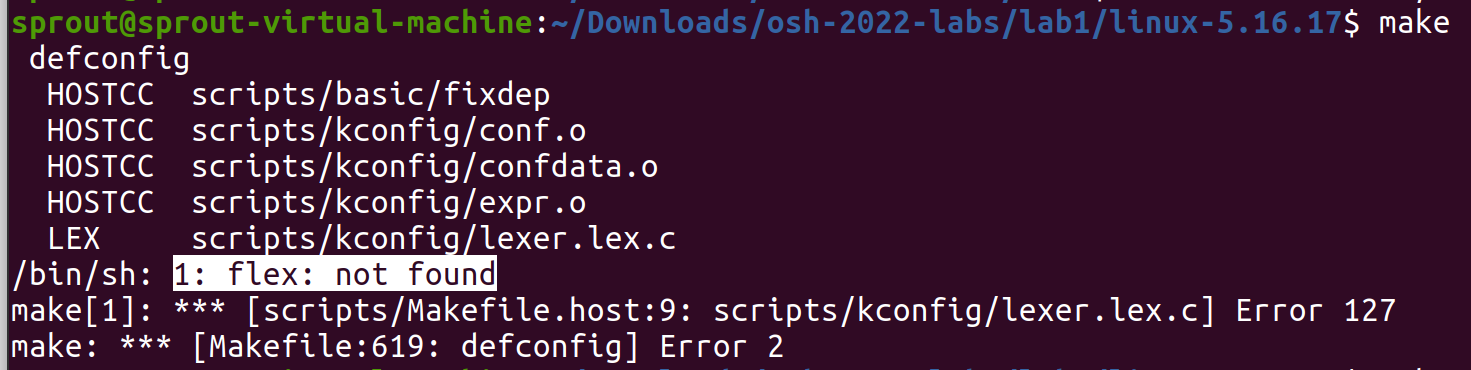 sprout@sprout-virtual-machine:~/Downloads/osh-2022-labs/lab1/linux-5.16.17$ make
defconfig
HOSTCC scripts/basic/fixdep
HOSTCC scripts/kconfig/conf.o
HOSTCC scripts/kconfig/confdata.o
HOSTCC scripts/kconfig/expr.o
LEX scripts/kconfig/lexer.lex.c
/bin/sh: 1: flex: not found
make[1]: *** [scripts/Makefile.host:9: scripts/kconfig/lexer.lex.c] Error 127
make: *** [Makefile:619: defconfig] Error 2